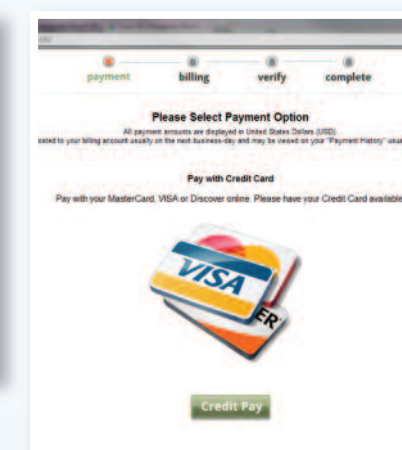 payment billing verify complete
Please Select Payment Option
All payment amounts are displayed in United States Dollars (USD).
osted to your billing account usually on the next business-day and may be viewed on your "Payment History" usua
Pay with Credit Card
Pay with your MasterCard, VISA or Discover online. Please have your Credit Card available
VISA
ER
Credit Pay